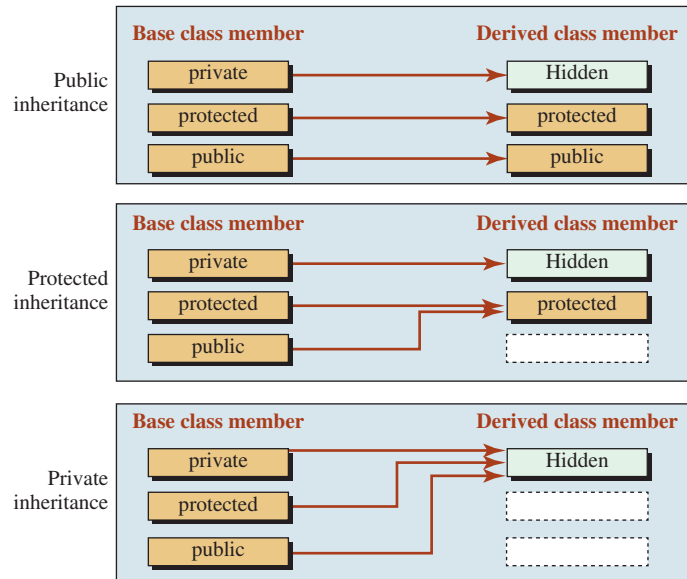 Public
inheritance
Base class member
Derived class member
private
Hidden
protected
protected
public
public
Protected
inheritance
Base class member
Derived class member
private
Hidden
protected
protected
public
Private
inheritance
Base class member
Derived class member
private
Hidden
protected
public